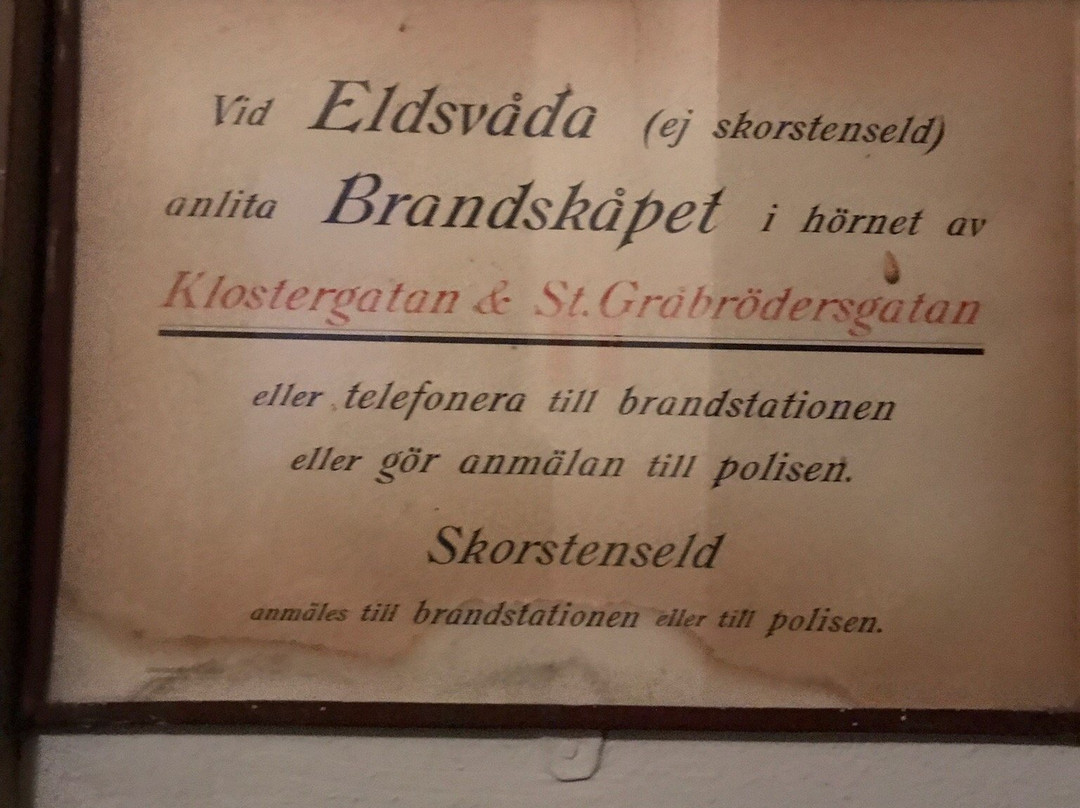 Vid Eldsvåda (ej skorstenseld)
anlita Brandskåpet i hörnet av
Klostergatan & St. Gråbrödersgatan
eller telefonera till brandstationen
eller gör anmälan till polisen.
Skorstenseld
anmäles till brandstationen eller till polisen.